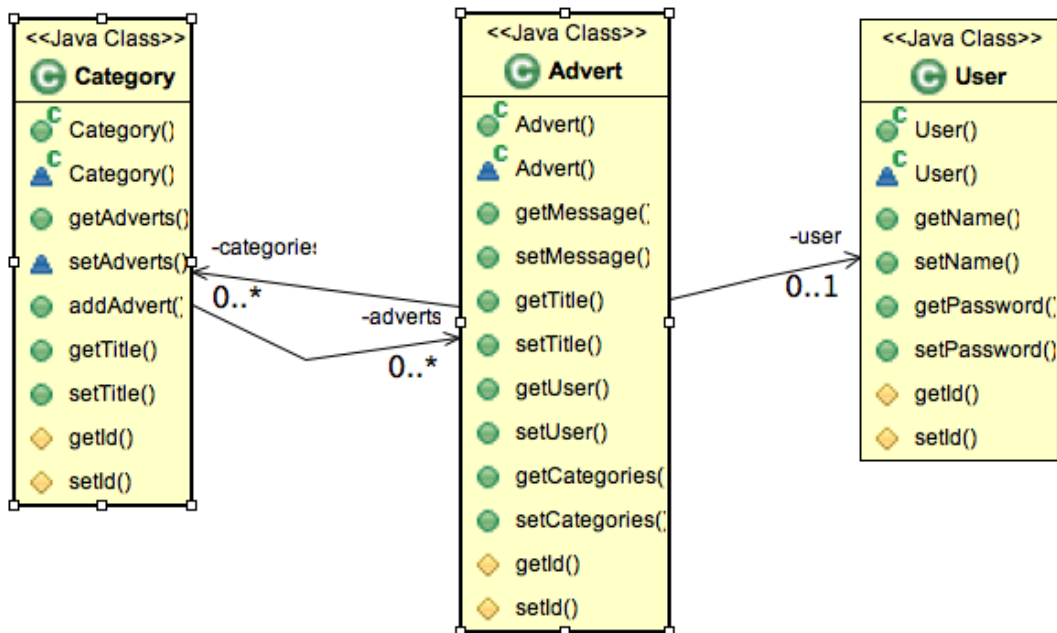 <<Java Class>>
C Category
C Category()
C Category()
getAdverts()
setAdverts()
addAdvert()
getTitle()
setTitle()
getId()
setId()
-categories
0..*
-adverts
0..*
<<Java Class>>
C Advert
C Advert()
C Advert()
getMessage()
setMessage()
getTitle()
setTitle()
getUser()
setUser()
getCategories(
setCategories()
getId()
setId()
-user
0..1
<<Java Class>>
C User
C User()
C User()
getName()
setName()
getPassword()
setPassword()
getId()
setId()